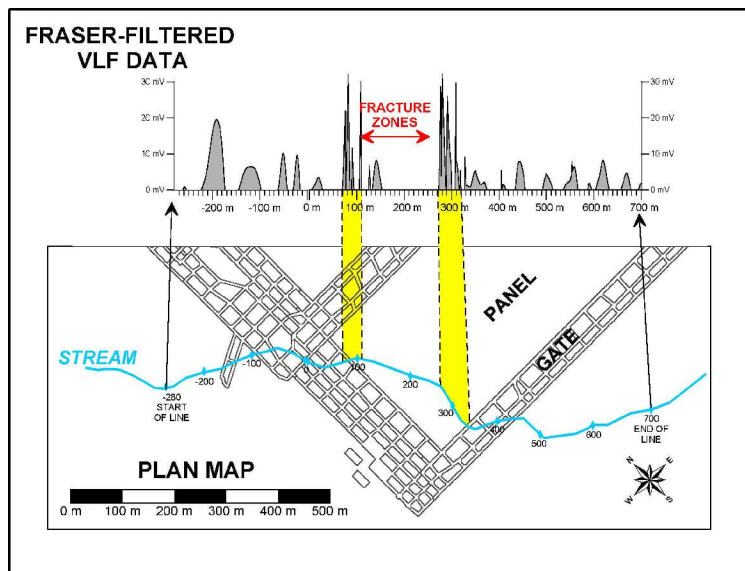 FRASER-FILTERED
VLF DATA
30 mV
20 mV
10 mV
0 mV
30 mV
20 mV
10 mV
0 mV
FRACTURE
ZONES
-200 m -100 m 0 m 100 m 200 m 300 m 400 m 500 m 600 m 700 m
STREAM
PANEL
GATE
-280
START
OF LINE
-200
-100
0
100
200
300
400
500
600
700
END OF
LINE
PLAN MAP
0 m 100 m 200 m 300 m 400 m 500 m
N
E
W
S